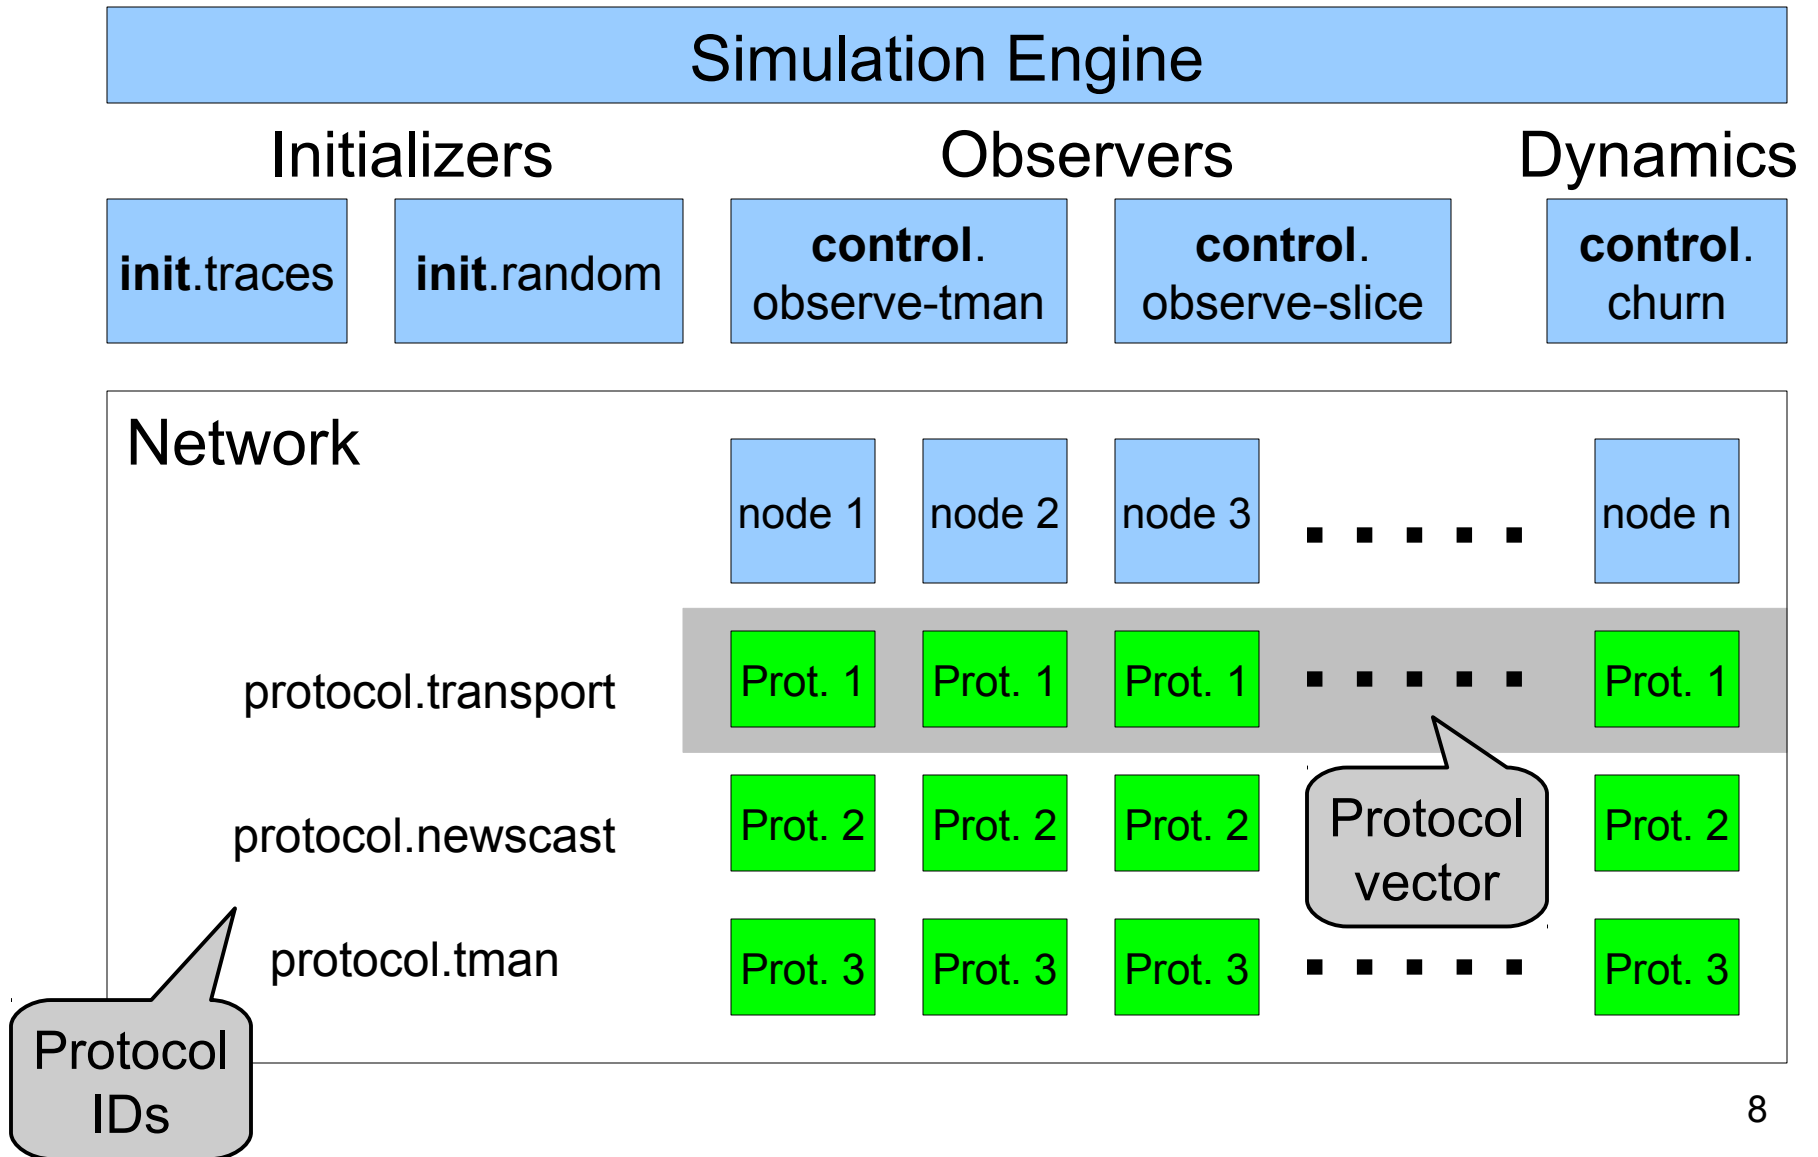 Simulation Engine
Initializers
Observers
Dynamics
init.traces
init.random
control.
observe-tman
control.
observe-slice
control.
churn
Network
node 1
node 2
node 3
node n
protocol.transport
Prot. 1
Prot. 1
Prot. 1
Prot. 1
protocol.newscast
Prot. 2
Prot. 2
Prot. 2
Protocol
vector
Prot. 2
protocol.tman
Prot. 3
Prot. 3
Prot. 3
Prot. 3
Protocol
IDs
8